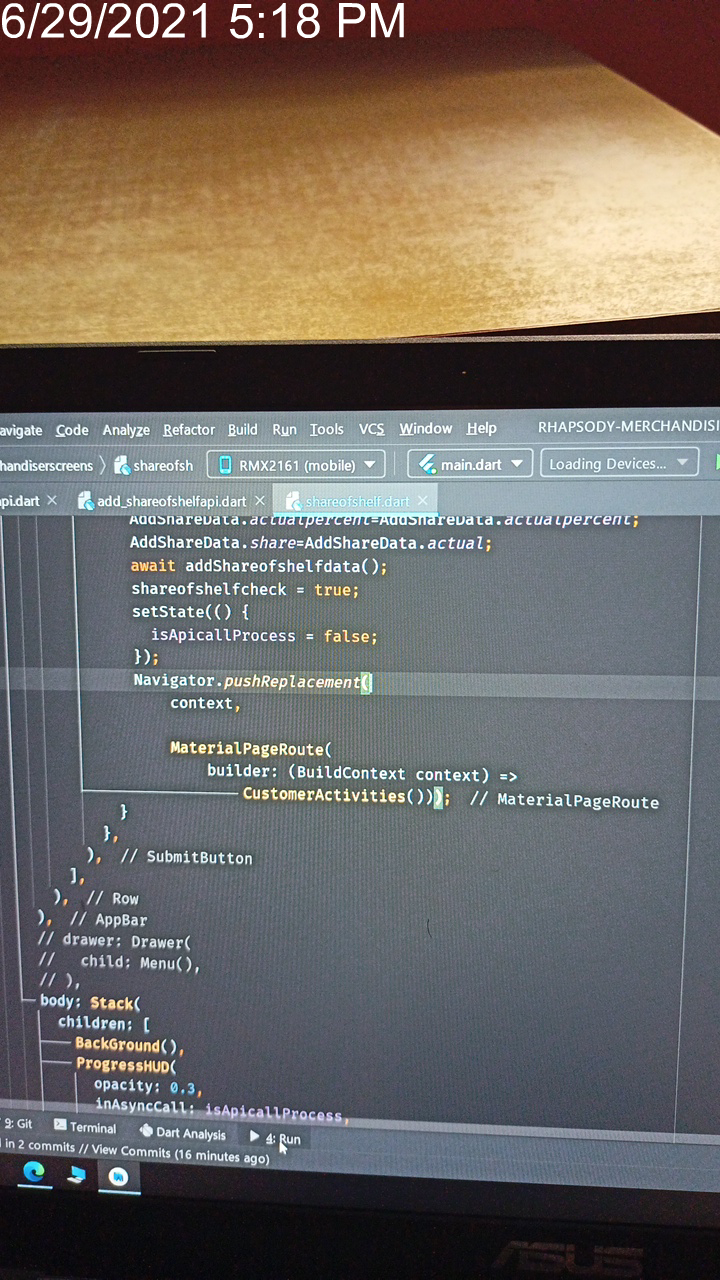 6/29/2021 5:18 PM
avigate Code Analyze Refactor Build Run Tools VCS Window Help RHAPSODY-MERCHANDISI
handiserscreens shareofsh RMX2161 (mobile) main.dart Loading Devices...
api.dart add_shareofshelfapi.dart shareofshelf.dart
AddShareData.actualpercent=AddShareData.actualpercent;
AddShareData.share=AddShareData.actual;
await addShareofshelfdata();
shareofshelfcheck = true;
setState(() {
isApicallProcess = false;
});
Navigator.pushReplacement(
context,
MaterialPageRoute(
builder: (BuildContext context) =>
CustomerActivities())); // MaterialPageRoute
}
},
), // SubmitButton
],
), // Row
), // AppBar
// drawer: Drawer(
// child: Menu(),
// ),
body: Stack(
children: [
BackGround(),
ProgressHUD(
opacity: 0.3,
inAsyncCall: isApicallProcess,
9: Git Terminal Dart Analysis 4: Run
in 2 commits // View Commits (16 minutes ago)
ASUS